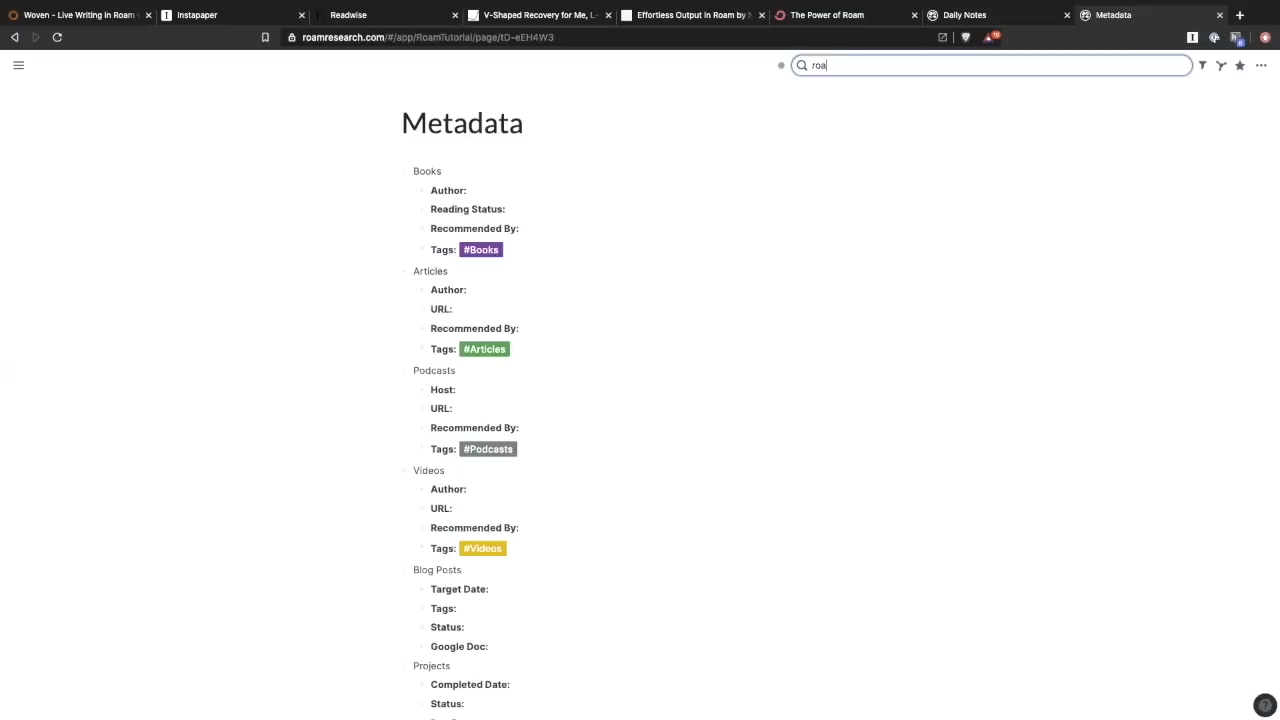 Woven - Live Writing in Roam w
Instapaper
Readwise
V-Shaped Recovery for Me, L-
Effortless Output in Roam by N
The Power of Roam
Daily Notes
Metadata
roamresearch.com/#/app/RoamTutorial/page/tD-eEH4W3
roa
Metadata
Books
Author:
Reading Status:
Recommended By:
Tags: #Books
Articles
Author:
URL:
Recommended By:
Tags: #Articles
Podcasts
Host:
URL:
Recommended By:
Tags: #Podcasts
Videos
Author:
URL:
Recommended By:
Tags: #Videos
Blog Posts
Target Date:
Tags:
Status:
Google Doc:
Projects
Completed Date:
Status: